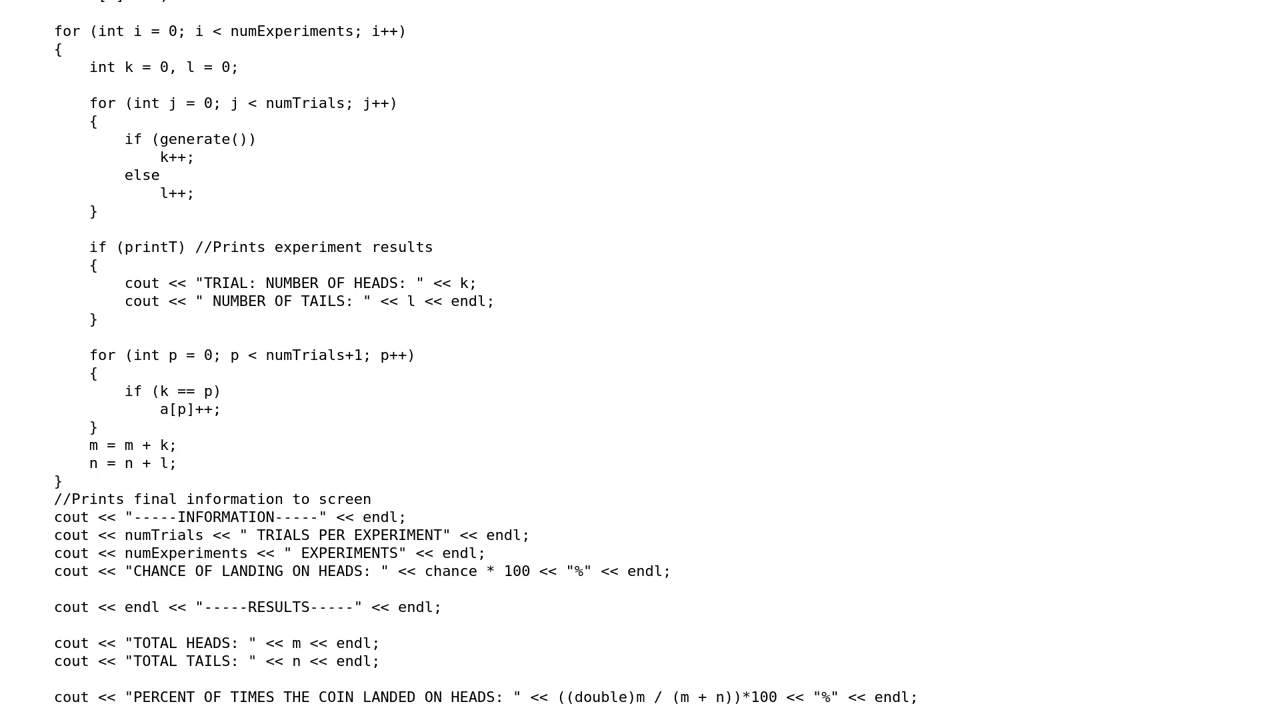 for (int i = 0; i < numExperiments; i++)
{
int k = 0, l = 0;
for (int j = 0; j < numTrials; j++)
{
if (generate())
k++;
else
l++;
}
if (printT) //Prints experiment results
{
cout << "TRIAL: NUMBER OF HEADS: " << k;
cout << " NUMBER OF TAILS: " << l << endl;
}
for (int p = 0; p < numTrials+1; p++)
{
if (k == p)
a[p]++;
}
m = m + k;
n = n + l;
}
//Prints final information to screen
cout << "-----INFORMATION-----" << endl;
cout << numTrials << " TRIALS PER EXPERIMENT" << endl;
cout << numExperiments << " EXPERIMENTS" << endl;
cout << "CHANCE OF LANDING ON HEADS: " << chance * 100 << "%" << endl;
cout << endl << "-----RESULTS-----" << endl;
cout << "TOTAL HEADS: " << m << endl;
cout << "TOTAL TAILS: " << n << endl;
cout << "PERCENT OF TIMES THE COIN LANDED ON HEADS: " << ((double)m / (m + n))*100 << "%" << endl;